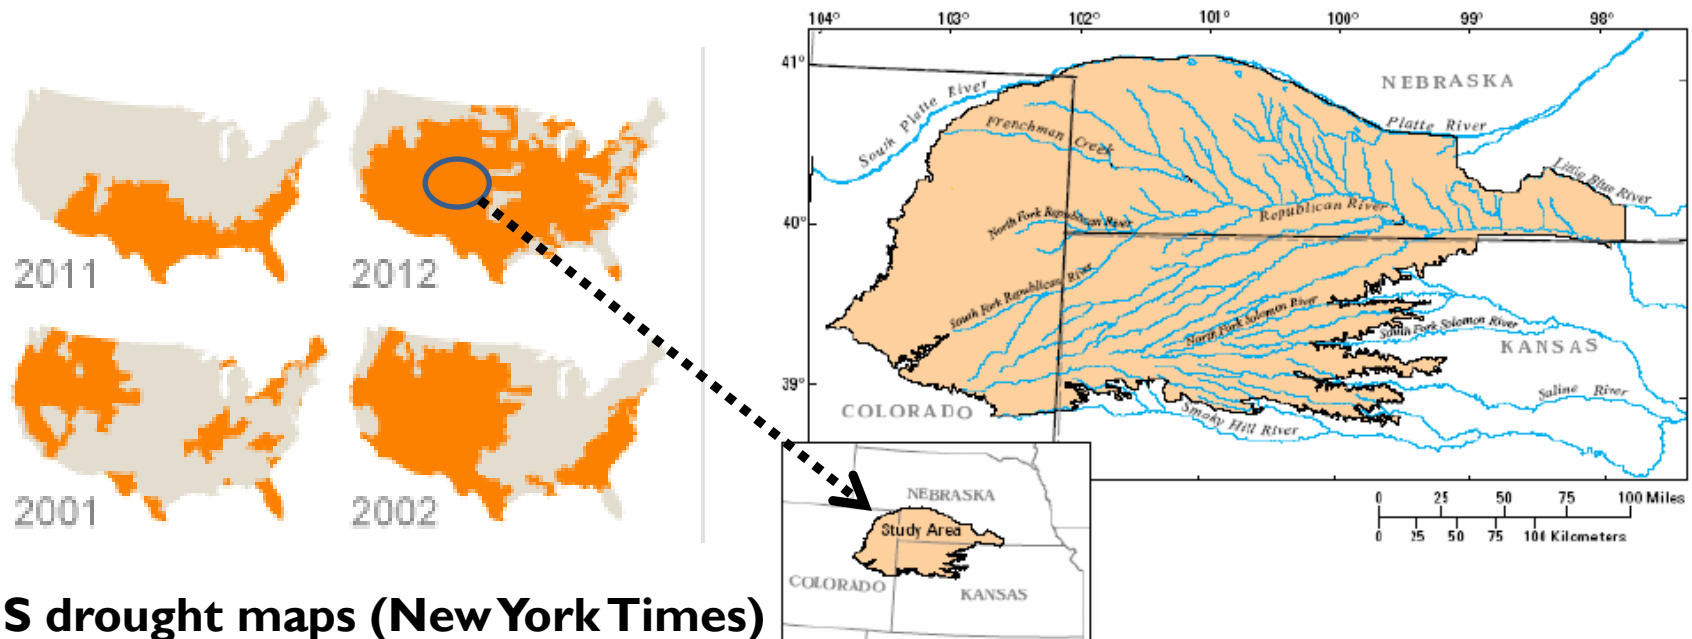 2011
2012
2001
2002
S drought maps (New York Times)
104°
103°
102°
101°
100°
99°
98°
41°
40°
39°
NEBRASKA
South Platte River
Platte River
Frenchman Creek
Little Blue River
Republican River
North Fork Republican River
South Fork Republican River
North Fork Solomon River
South Fork Solomon River
KANSAS
Saline River
COLORADO
Smoky Hill River
0 25 50 75 100 Miles
0 25 50 75 100 Kilometers
NEBRASKA
Study Area
COLORADO
KANSAS